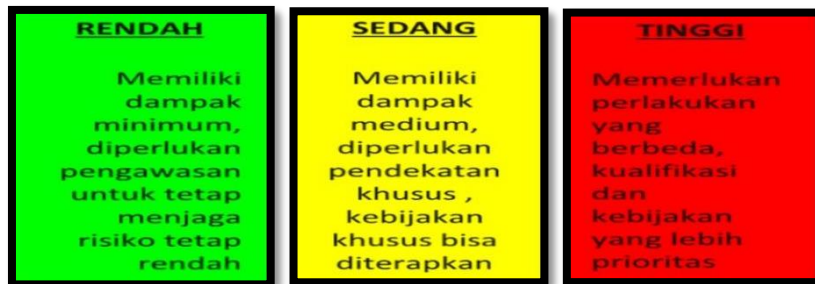 RENDAH
Memiliki
dampak
minimum,
diperlukan
pengawasan
untuk tetap
menjaga
risiko tetap
rendah
SEDANG
Memiliki
dampak
medium,
diperlukan
pendekatan
khusus ,
kebijakan
khusus bisa
diterapkan
TINGGI
Memerlukan
perlakukan
yang
berbeda,
kualifikasi
dan
kebijakan
yang lebih
prioritas